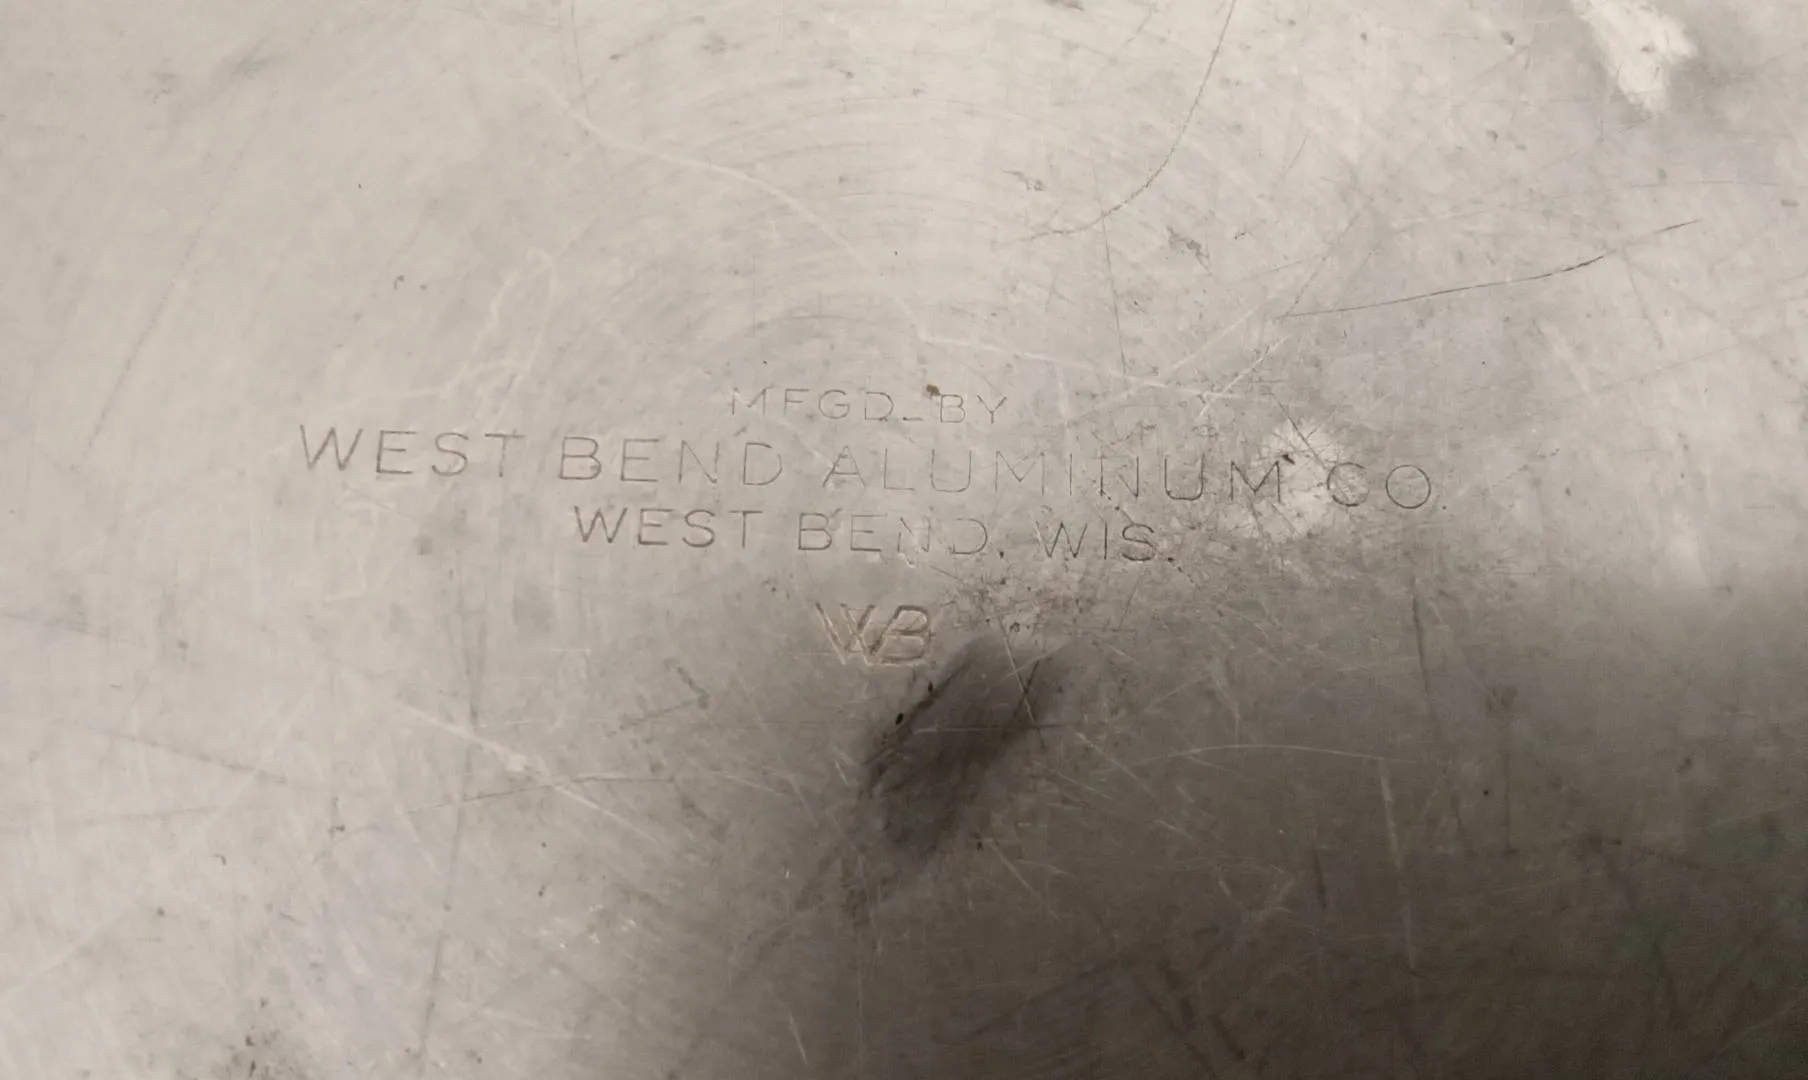 MFGD. BY
WEST BEND ALUMINUM CO.
WEST BEND, WIS.
WB